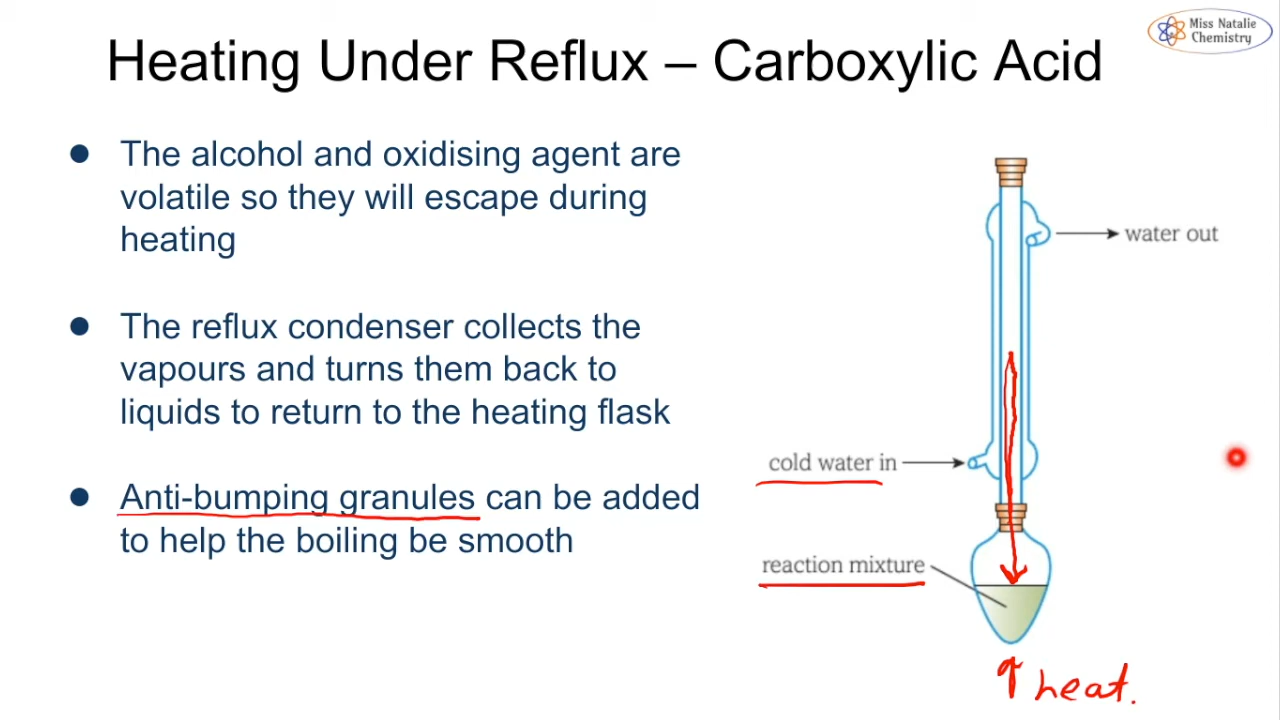 Miss Natalie
Chemistry
Heating Under Reflux – Carboxylic Acid
● The alcohol and oxidising agent are
volatile so they will escape during
heating
● The reflux condenser collects the
vapours and turns them back to
liquids to return to the heating flask
● Anti-bumping granules can be added
to help the boiling be smooth
water out
cold water in
reaction mixture
heat.